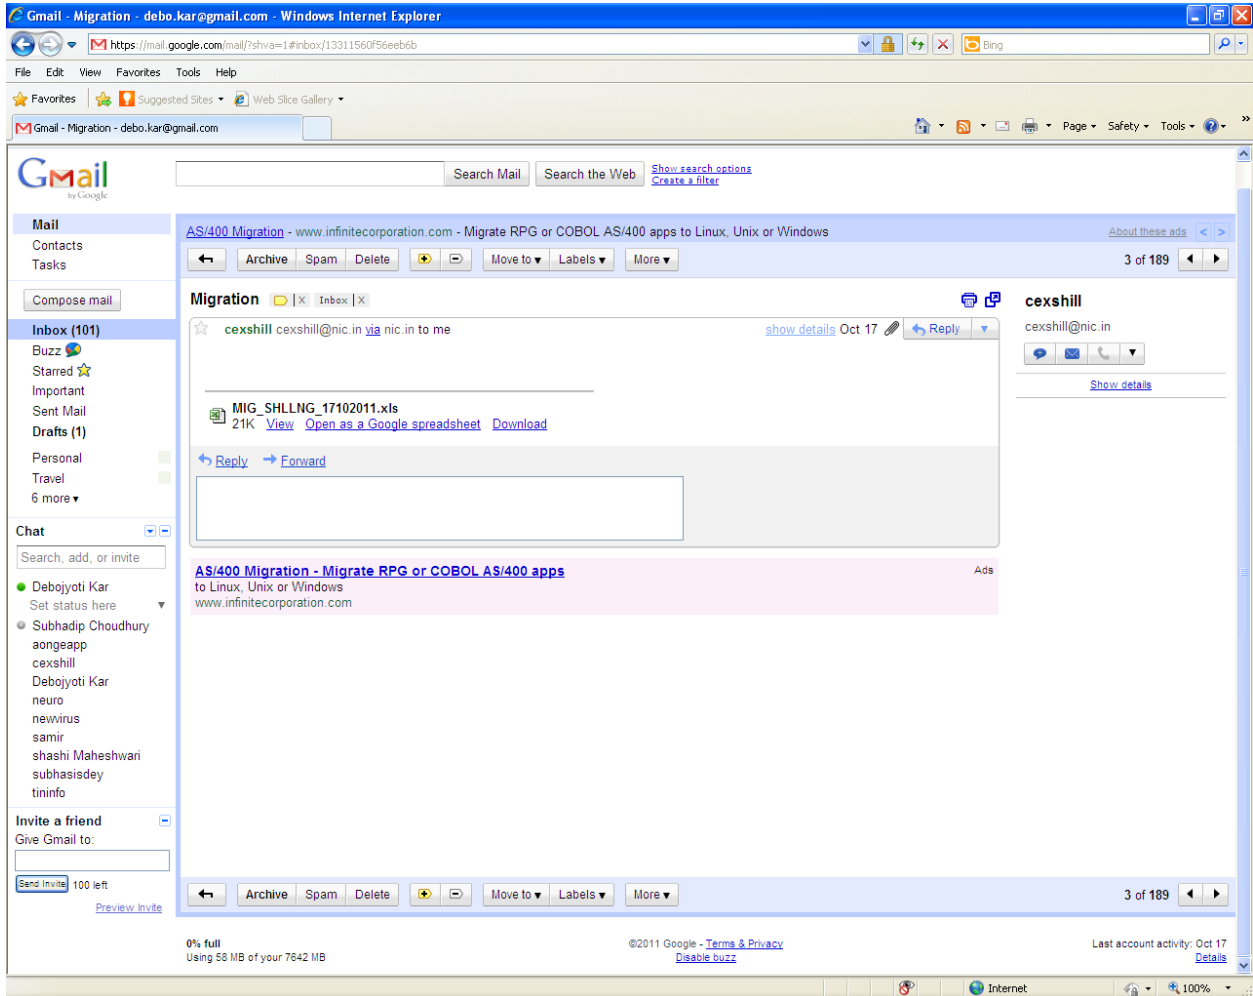 Gmail - Migration - debo.kar@gmail.com - Windows Internet Explorer
https://mail.google.com/mail/?shva=1#inbox/13311560f56eeb6b
Bing
File Edit View Favorites Tools Help
Favorites Suggested Sites Web Slice Gallery
Gmail - Migration - debo.kar@gmail.com
Page Safety Tools
Gmail by Google
Search Mail Search the Web Show search options
Create a filter
Mail
Contacts
Tasks
Compose mail
Inbox (101)
Buzz
Starred
Important
Sent Mail
Drafts (1)
Personal
Travel
6 more
Chat
Search, add, or invite
Debojyoti Kar
Set status here
Subhadip Choudhury
aongeapp
cexshill
Debojyoti Kar
neuro
newvirus
samir
shashi Maheshwari
subhasisdey
tininfo
Invite a friend
Give Gmail to:
Send Invite 100 left
Preview Invite
AS/400 Migration - www.infinitecorporation.com - Migrate RPG or COBOL AS/400 apps to Linux, Unix or Windows About these ads < >
Archive Spam Delete Move to Labels More 3 of 189
Migration X Inbox X
cexshill cexshill@nic.in via nic.in to me show details Oct 17 Reply
MIG_SHLLNG_17102011.xls
21K View Open as a Google spreadsheet Download
Reply Forward
AS/400 Migration - Migrate RPG or COBOL AS/400 apps Ads
to Linux, Unix or Windows
www.infinitecorporation.com
cexshill
cexshill@nic.in
Show details
Archive Spam Delete Move to Labels More 3 of 189
0% full
Using 58 MB of your 7642 MB
©2011 Google - Terms & Privacy
Disable buzz
Last account activity: Oct 17
Details
Internet 100%